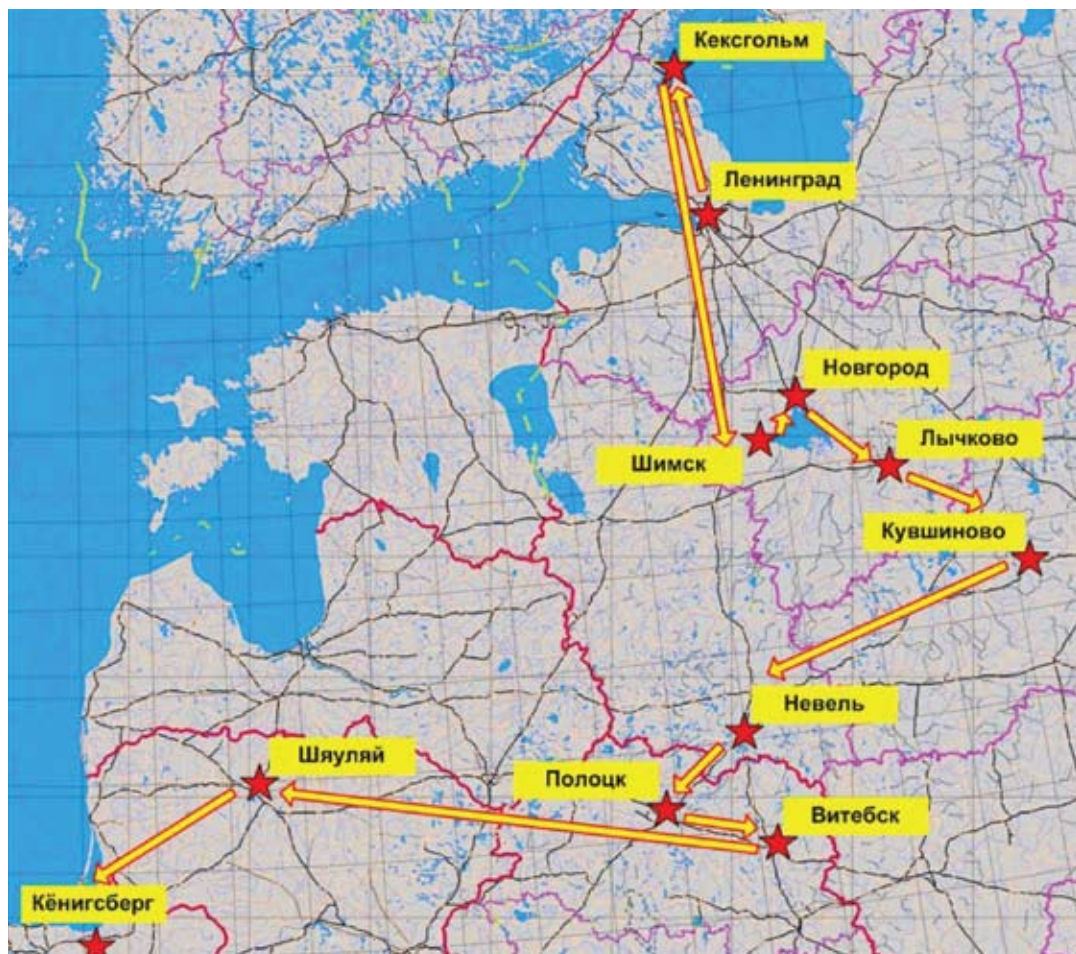 Кексгольм
Ленинград
Новгород
Лычково
Шимск
Кувшиново
Невель
Шяуляй
Полоцк
Витебск
Кёнигсберг